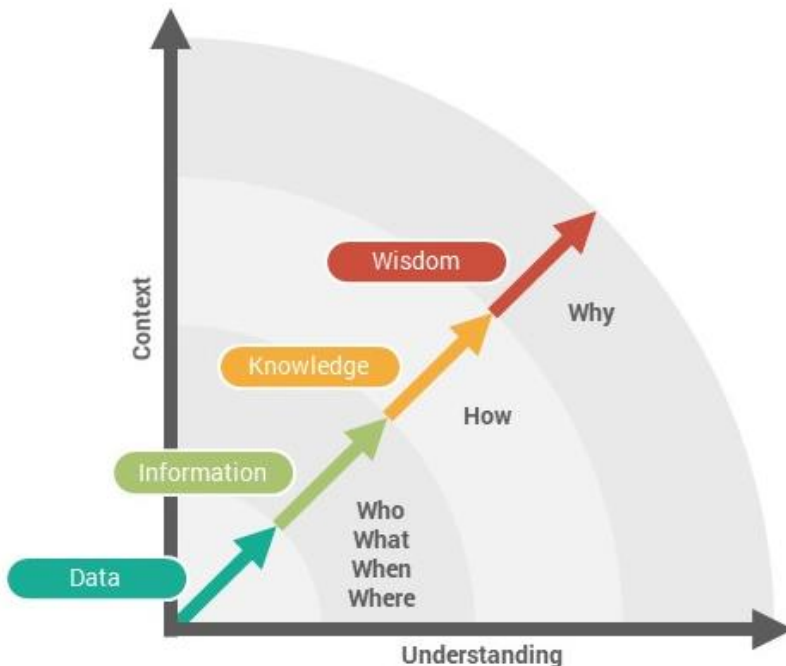 Wisdom
Why
Context
Knowledge
How
Information
Who
What
When
Where
Data
Understanding